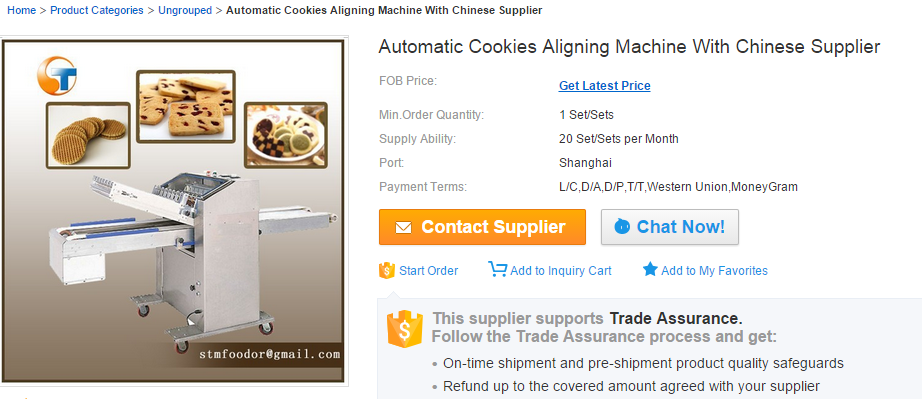 Home > Product Categories > Ungrouped > Automatic Cookies Aligning Machine With Chinese Supplier
ST
stmfoodor@gmail.com
Automatic Cookies Aligning Machine With Chinese Supplier
FOB Price: Get Latest Price
Min.Order Quantity: 1 Set/Sets
Supply Ability: 20 Set/Sets per Month
Port: Shanghai
Payment Terms: L/C,D/A,D/P,T/T,Western Union,MoneyGram
Contact Supplier Chat Now!
Start Order Add to Inquiry Cart Add to My Favorites
$ This supplier supports Trade Assurance.
Follow the Trade Assurance process and get:
• On-time shipment and pre-shipment product quality safeguards
• Refund up to the covered amount agreed with your supplier